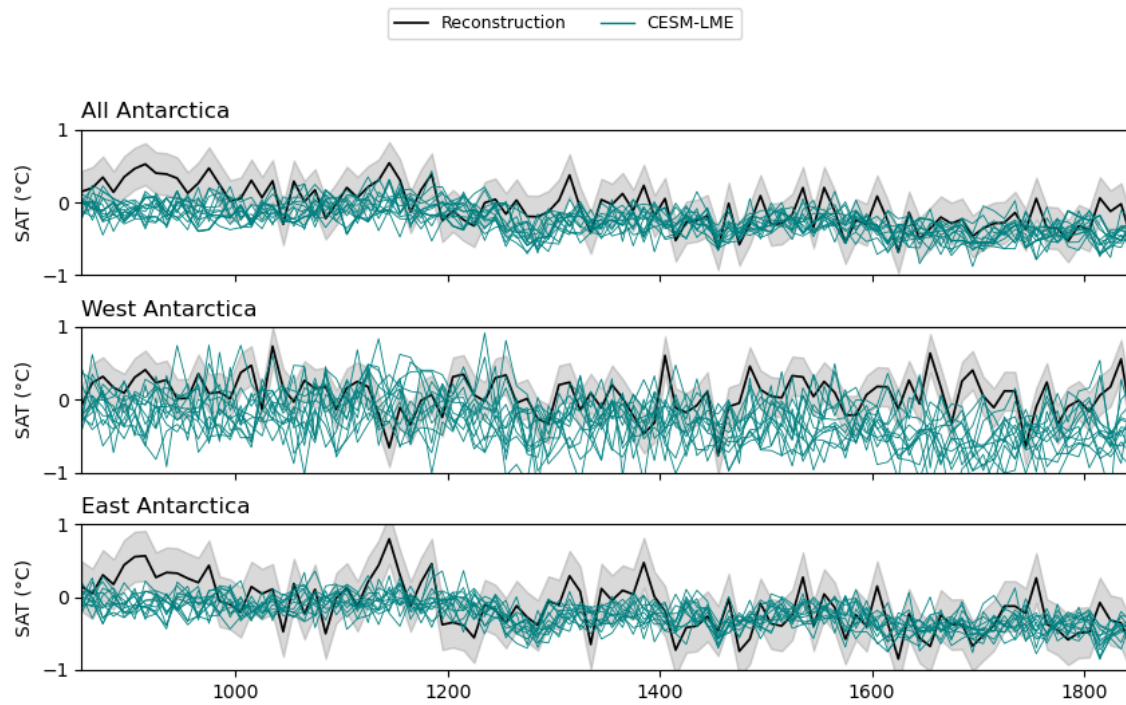 Reconstruction CESM-LME
All Antarctica
1
0
−1
SAT (°C)
West Antarctica
1
0
−1
SAT (°C)
East Antarctica
1
0
−1
SAT (°C)
1000 1200 1400 1600 1800